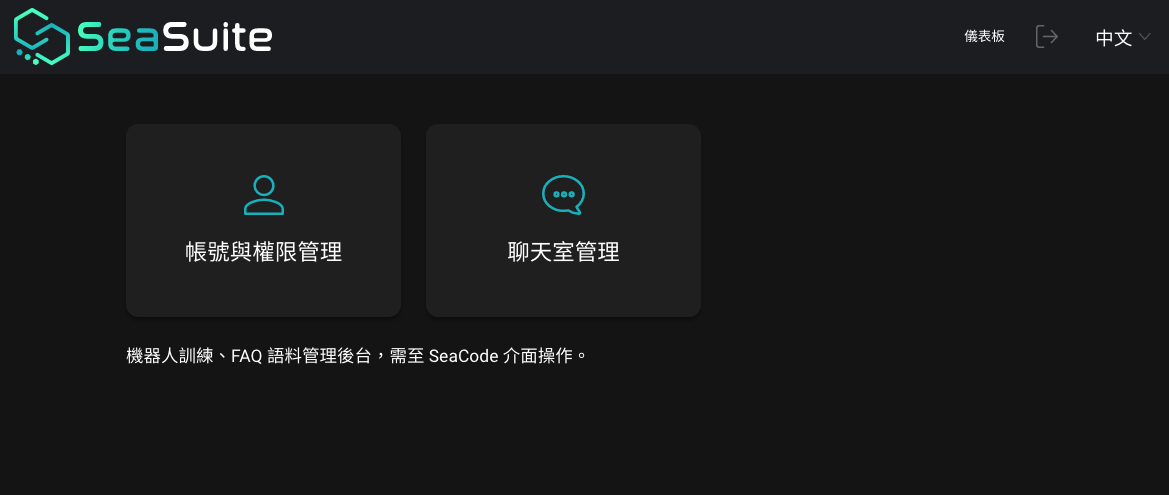 SeaSuite
儀表板
中文
帳號與權限管理
聊天室管理
機器人訓練、FAQ 語料管理後台，需至 SeaCode 介面操作。